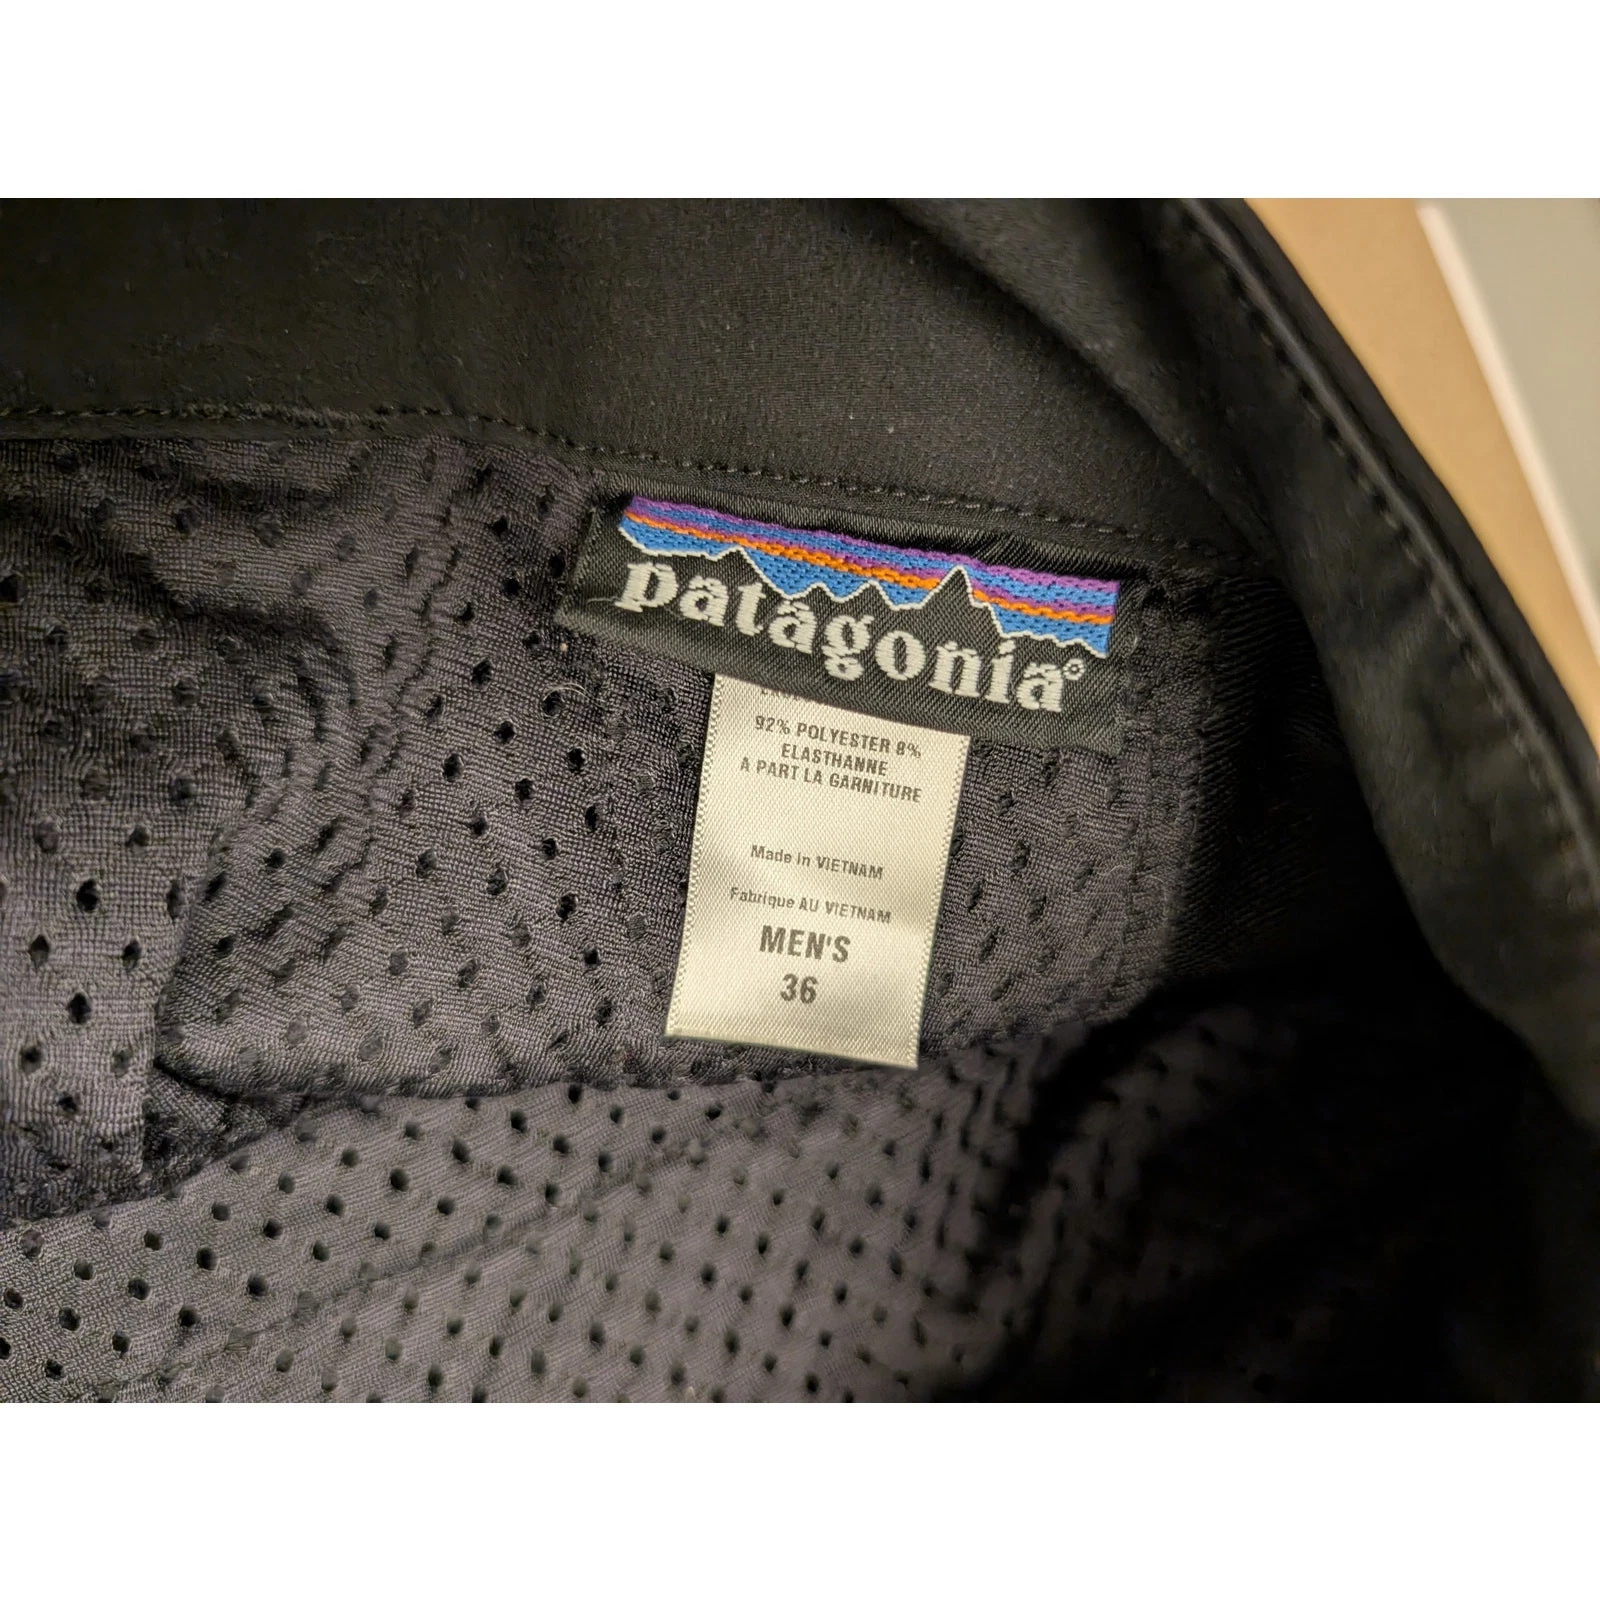 patagonia®
92% POLYESTER 8%
ELASTHANNE
A PART LA GARNITURE
Made in VIETNAM
Fabrique AU VIETNAM
MEN'S
36